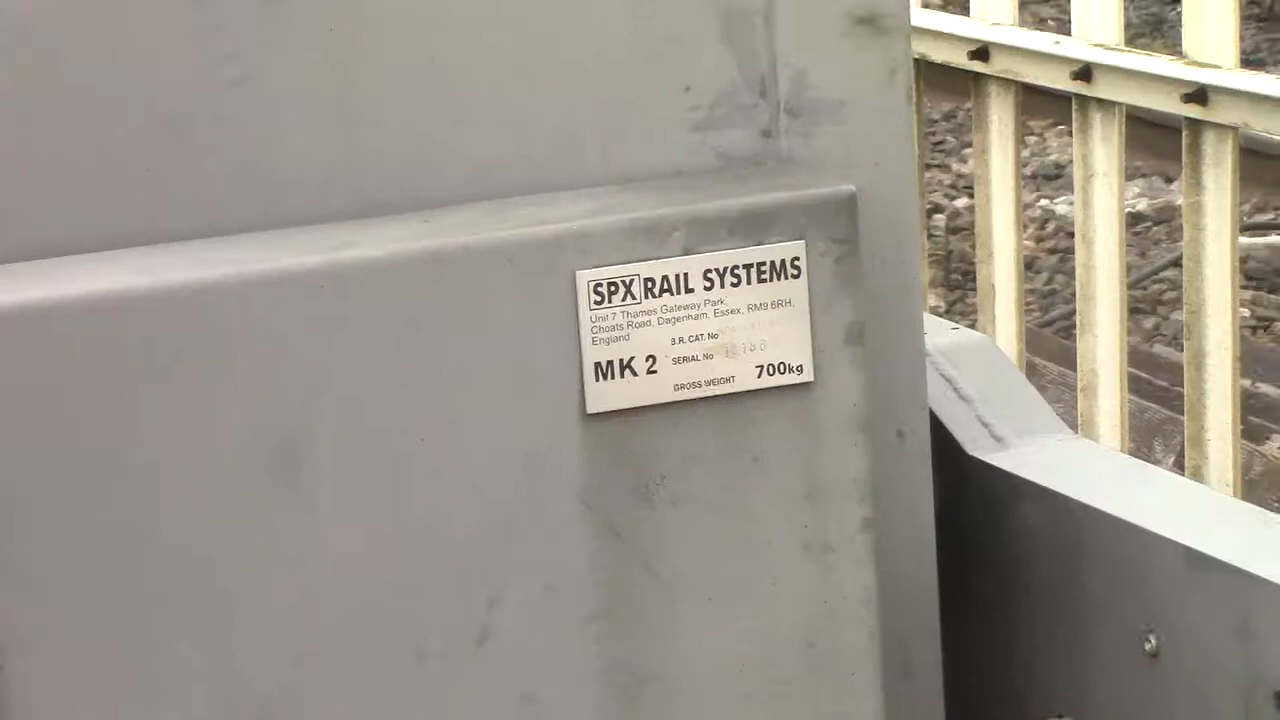 SPX RAIL SYSTEMS
Unit 7 Thames Gateway Park,
Choats Road, Dagenham, Essex, RM9 6RH,
England
B.R. CAT. No
MK 2 SERIAL No
GROSS WEIGHT 700kg